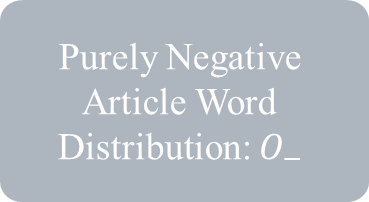 Purely Negative
Article Word
Distribution: O_